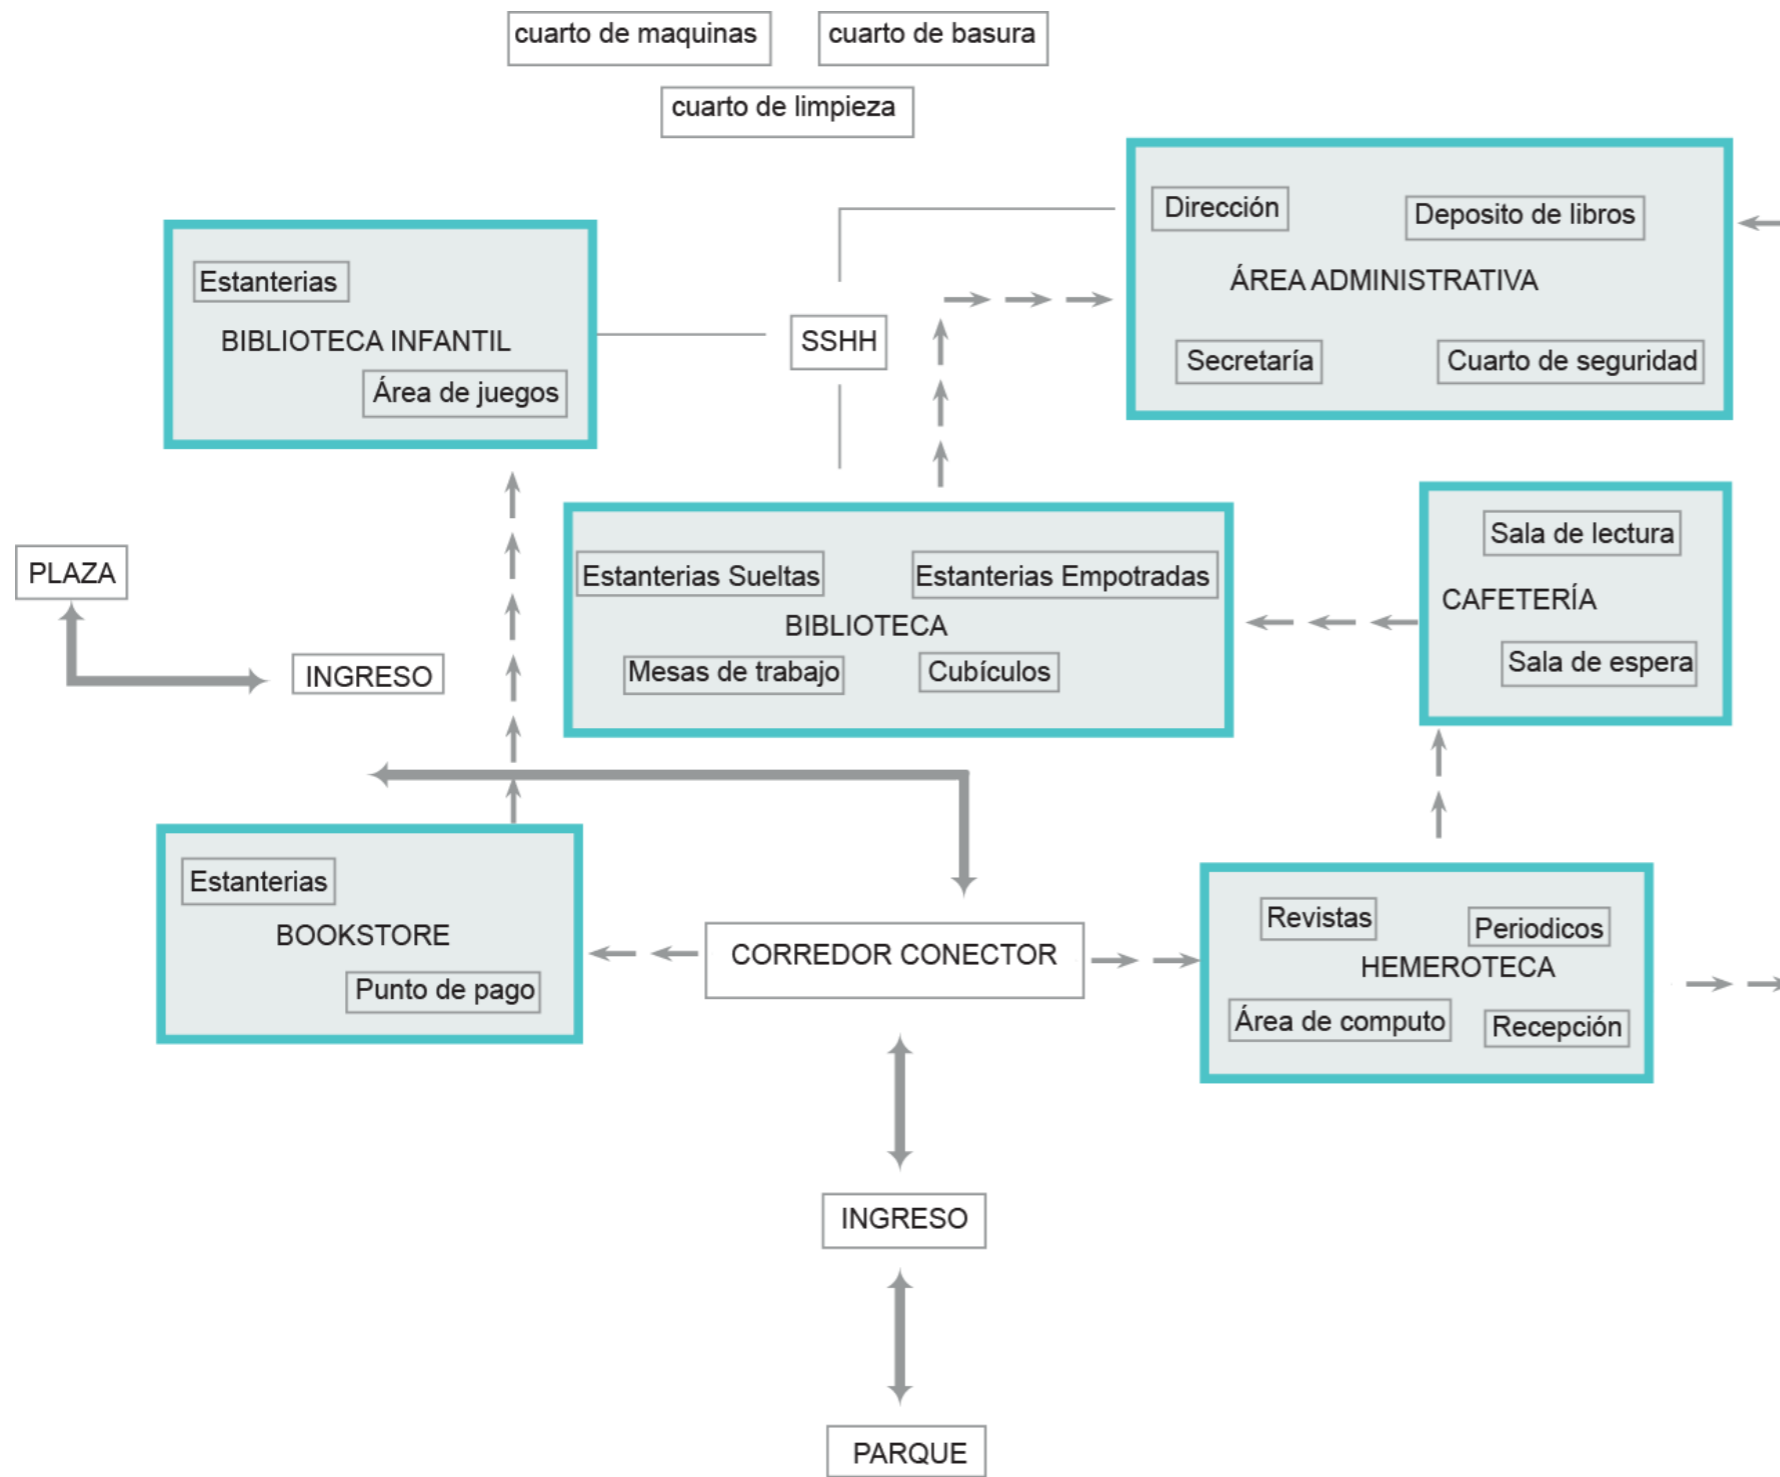 cuarto de maquinas
cuarto de basura
cuarto de limpieza
Dirección
Deposito de libros
ÁREA ADMINISTRATIVA
Secretaría
Cuarto de seguridad
Estanterias
BIBLIOTECA INFANTIL
Área de juegos
SSHH
PLAZA
INGRESO
Estanterias Sueltas
Estanterias Empotradas
BIBLIOTECA
Mesas de trabajo
Cubículos
Sala de lectura
CAFETERÍA
Sala de espera
Estanterias
BOOKSTORE
Punto de pago
CORREDOR CONECTOR
Revistas
Periodicos
HEMEROTECA
Área de computo
Recepción
INGRESO
PARQUE